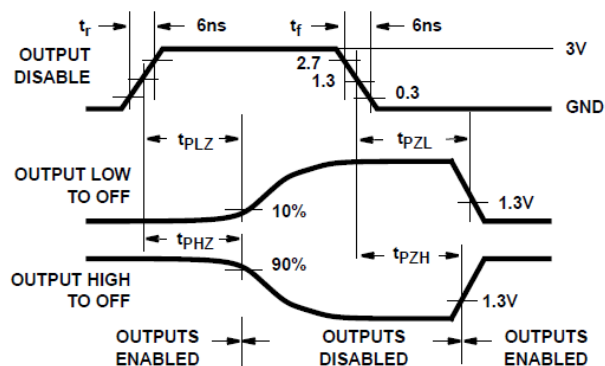 tr
6ns
tf
6ns
OUTPUT
DISABLE
2.7
1.3
0.3
3V
GND
tPLZ
tPZL
OUTPUT LOW
TO OFF
10%
1.3V
tPHZ
tPZH
OUTPUT HIGH
TO OFF
90%
1.3V
OUTPUTS
ENABLED
OUTPUTS
DISABLED
OUTPUTS
ENABLED